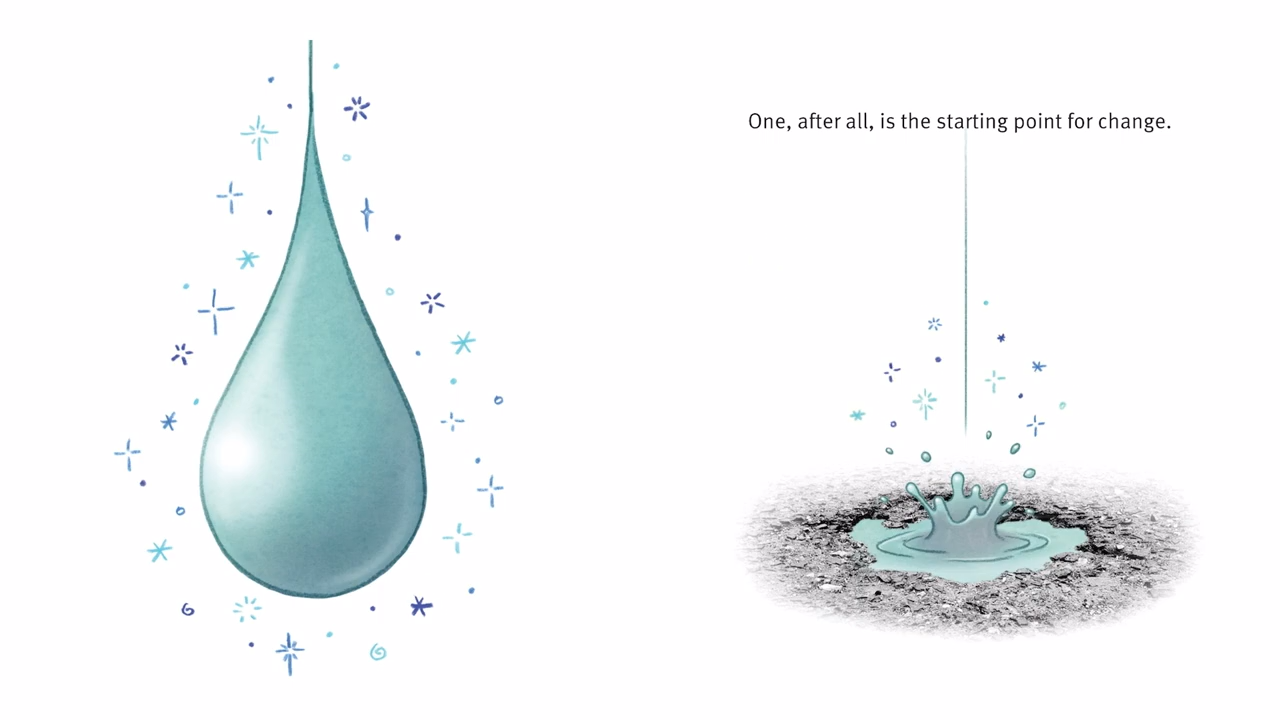 One, after all, is the starting point for change.